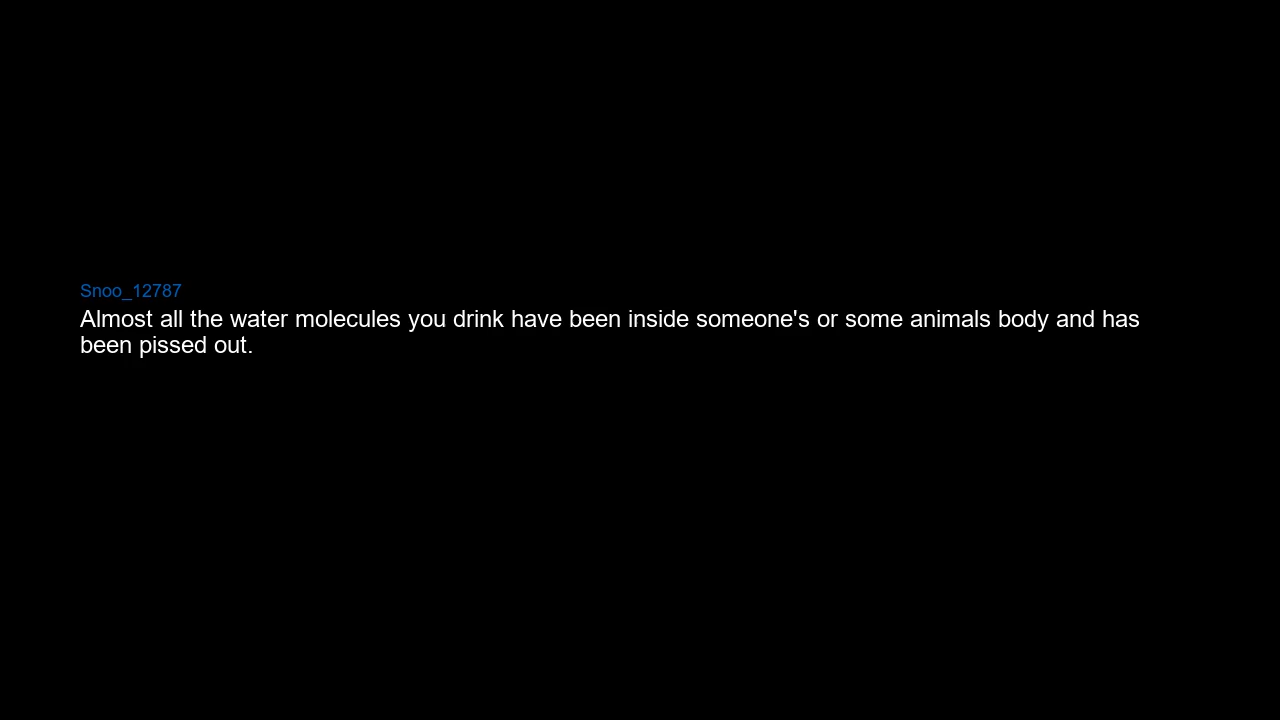 Snoo_12787
Almost all the water molecules you drink have been inside someone's or some animals body and has
been pissed out.